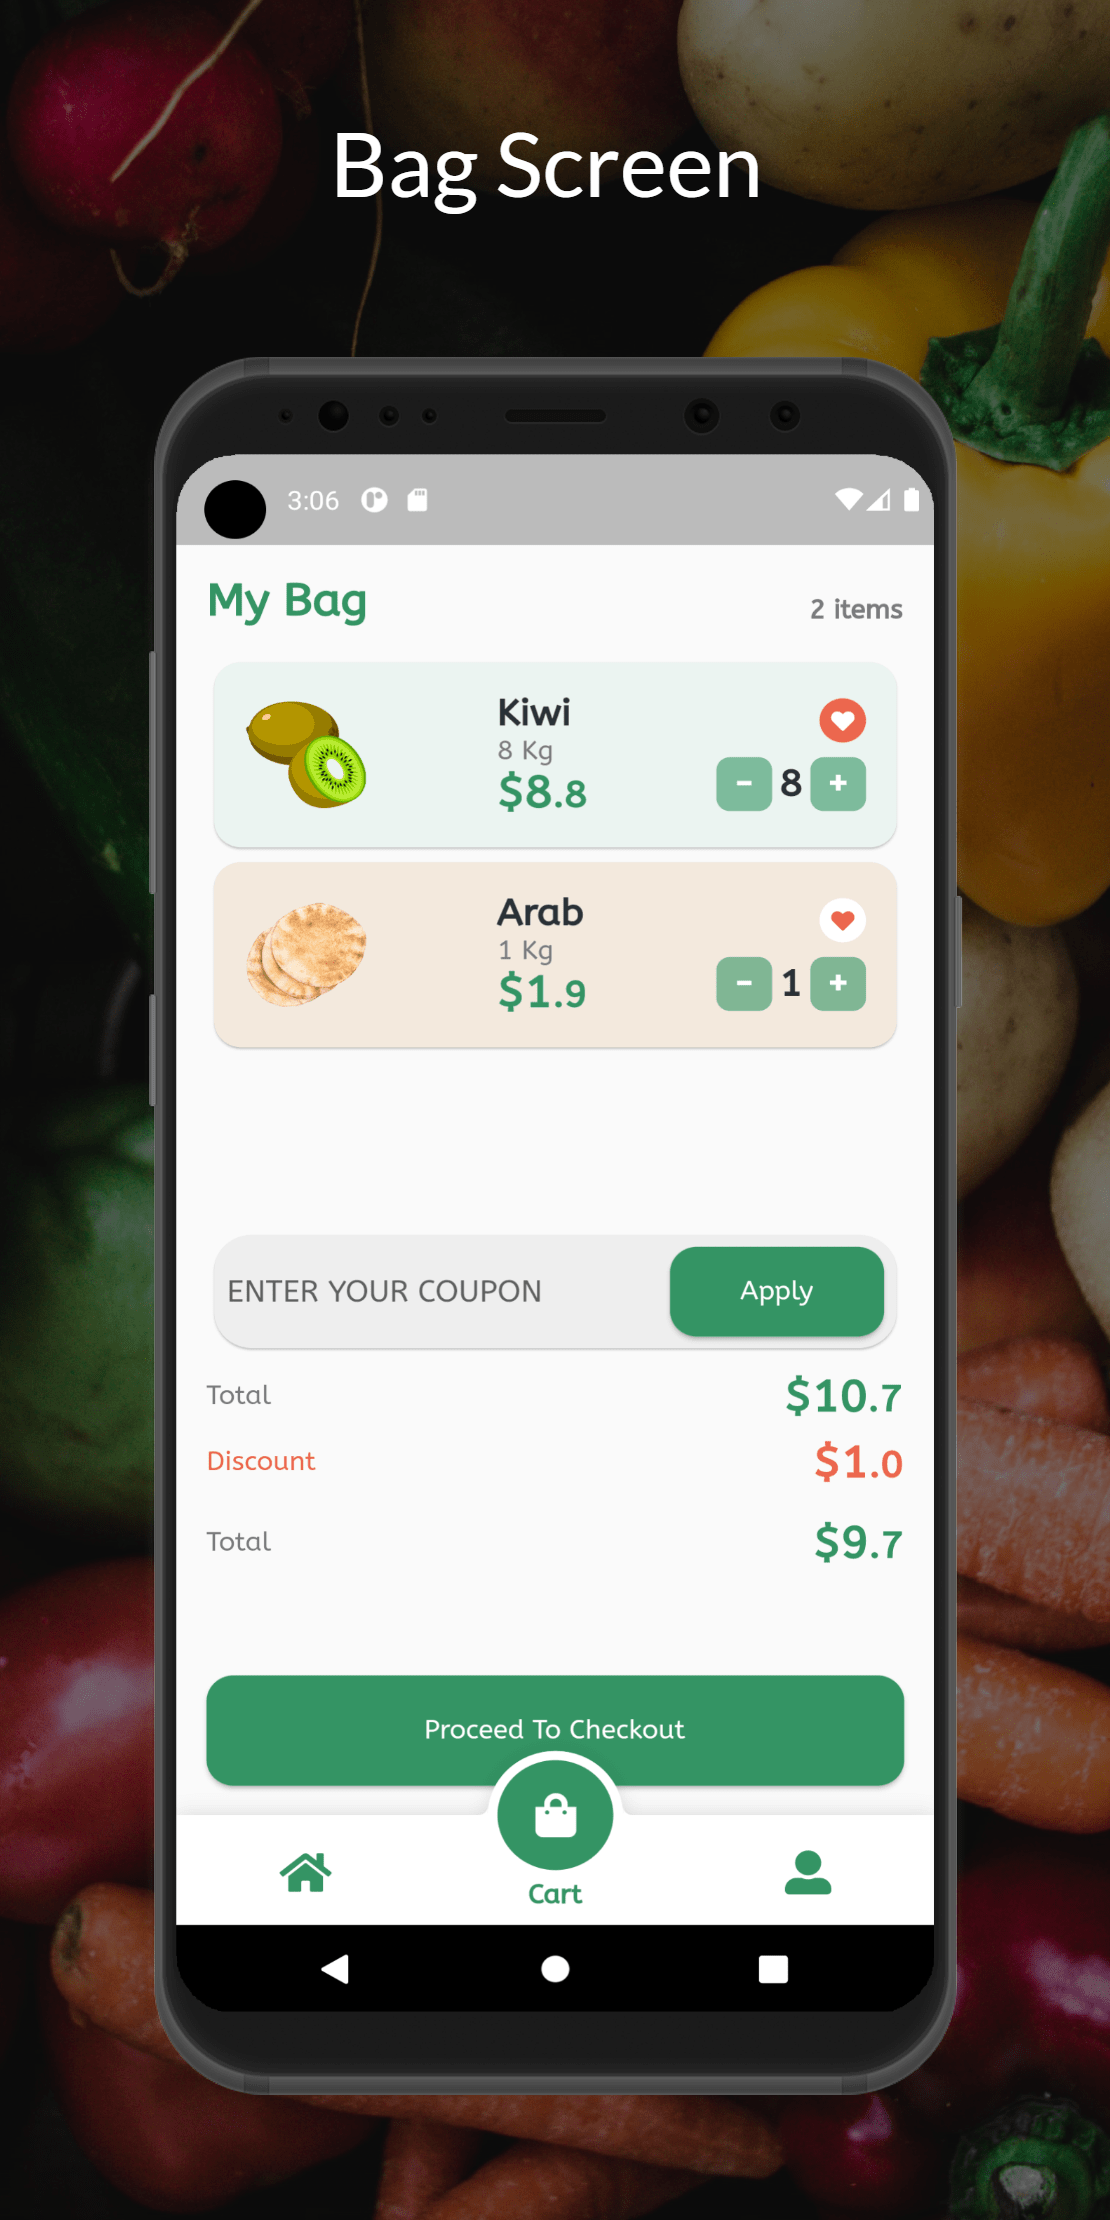 Bag Screen
3:06
My Bag
2 items
Kiwi
8 Kg
$8.8
- 8 +
Arab
1 Kg
$1.9
- 1 +
ENTER YOUR COUPON
Apply
Total
$10.7
Discount
$1.0
Total
$9.7
Proceed To Checkout
Cart